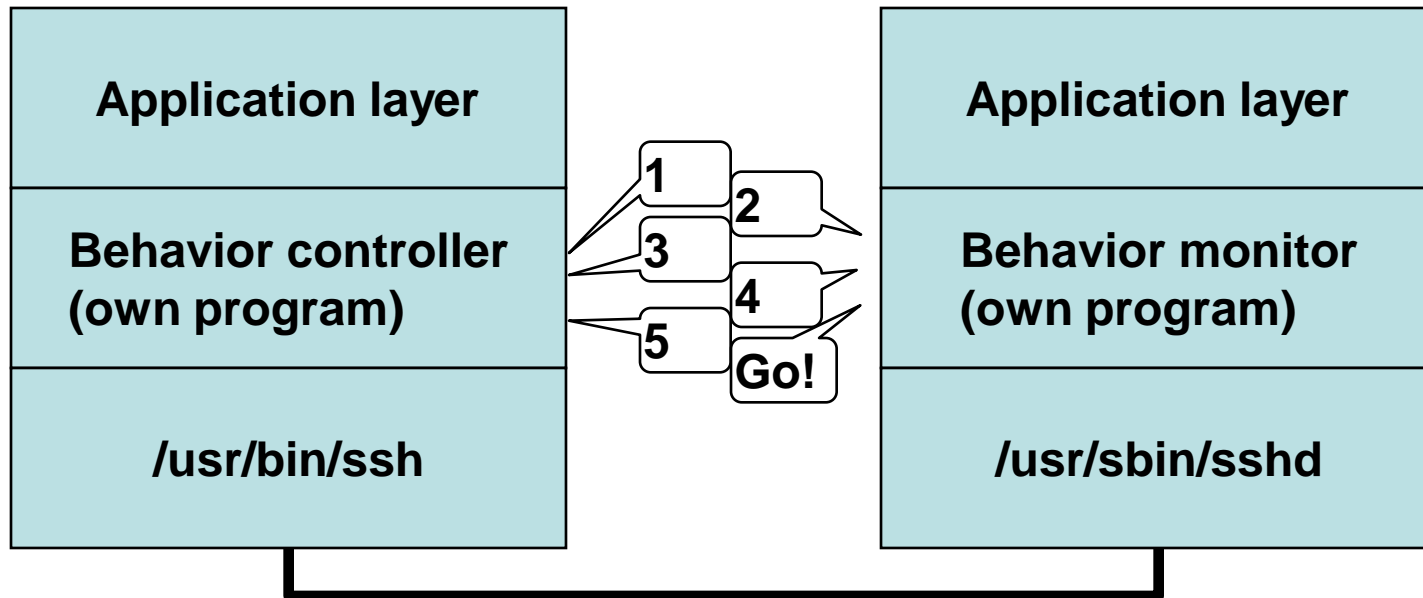 Application layer
Behavior controller
(own program)
/usr/bin/ssh
1
2
3
4
5
Go!
Application layer
Behavior monitor
(own program)
/usr/sbin/sshd